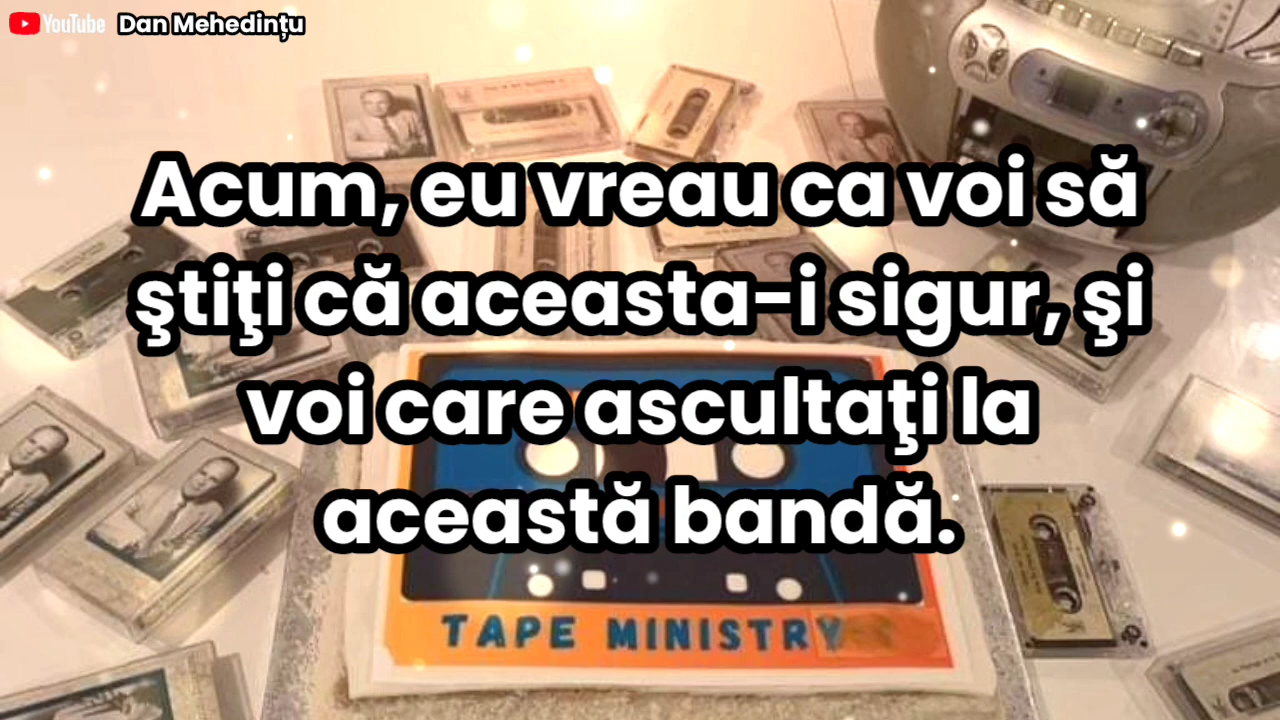 YouTube Dan Mehedințu
Acum, eu vreau ca voi să
ştiţi că aceasta-i sigur, şi
voi care ascultaţi la
această bandă.
TAPE MINISTRY